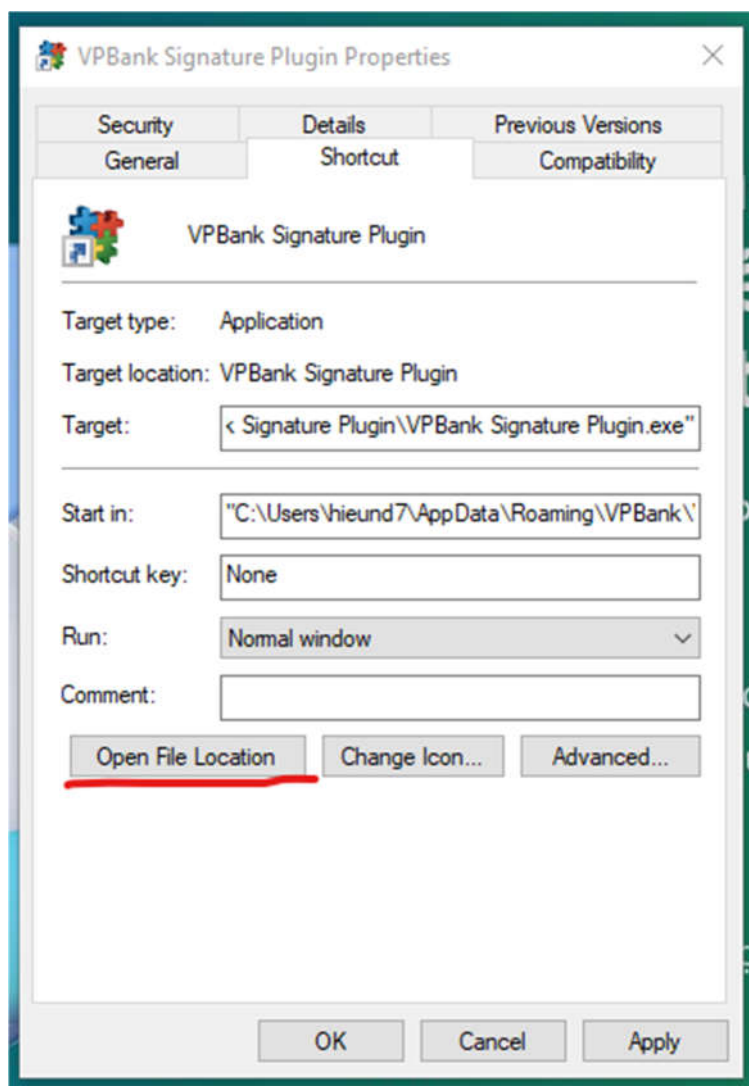 VPBank Signature Plugin Properties
Security Details Previous Versions
General Shortcut Compatibility
VPBank Signature Plugin
Target type: Application
Target location: VPBank Signature Plugin
Target: Signature Plugin\VPBank Signature Plugin.exe"
Start in: "C:\Users\hieund7\AppData\Roaming\VPBank\
Shortcut key: None
Run: Normal window
Comment:
Open File Location Change Icon... Advanced...
OK Cancel Apply